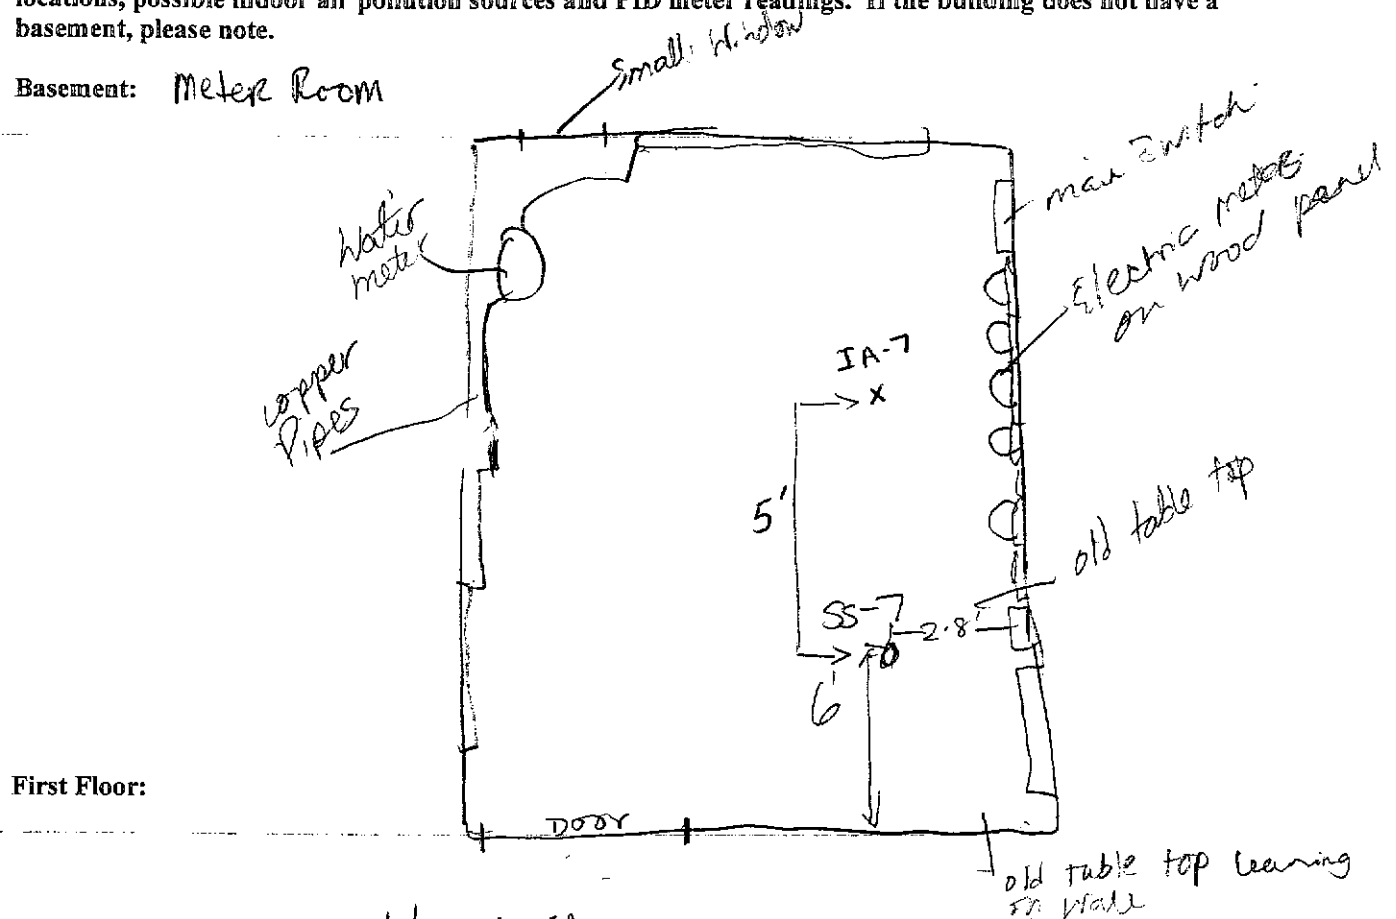 locations, possible indoor air pollution sources and PID meter readings. If the building does not have a
basement, please note.
Small Window
Basement: Meter Room
main Switch
Water
meter
Electric meters
on wood panel
IA-7
X
copper
Pipes
5'
old table top
SS-7
2.8'
6'
First Floor:
DOOR
old table top leaning
on